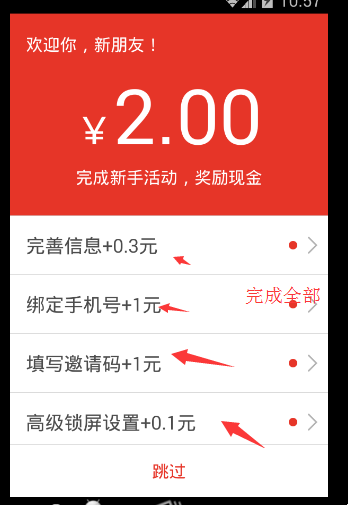 10:57
欢迎你，新朋友！
¥2.00
完成新手活动，奖励现金
完善信息+0.3元
完成全部
绑定手机号+1元
填写邀请码+1元
高级锁屏设置+0.1元
跳过